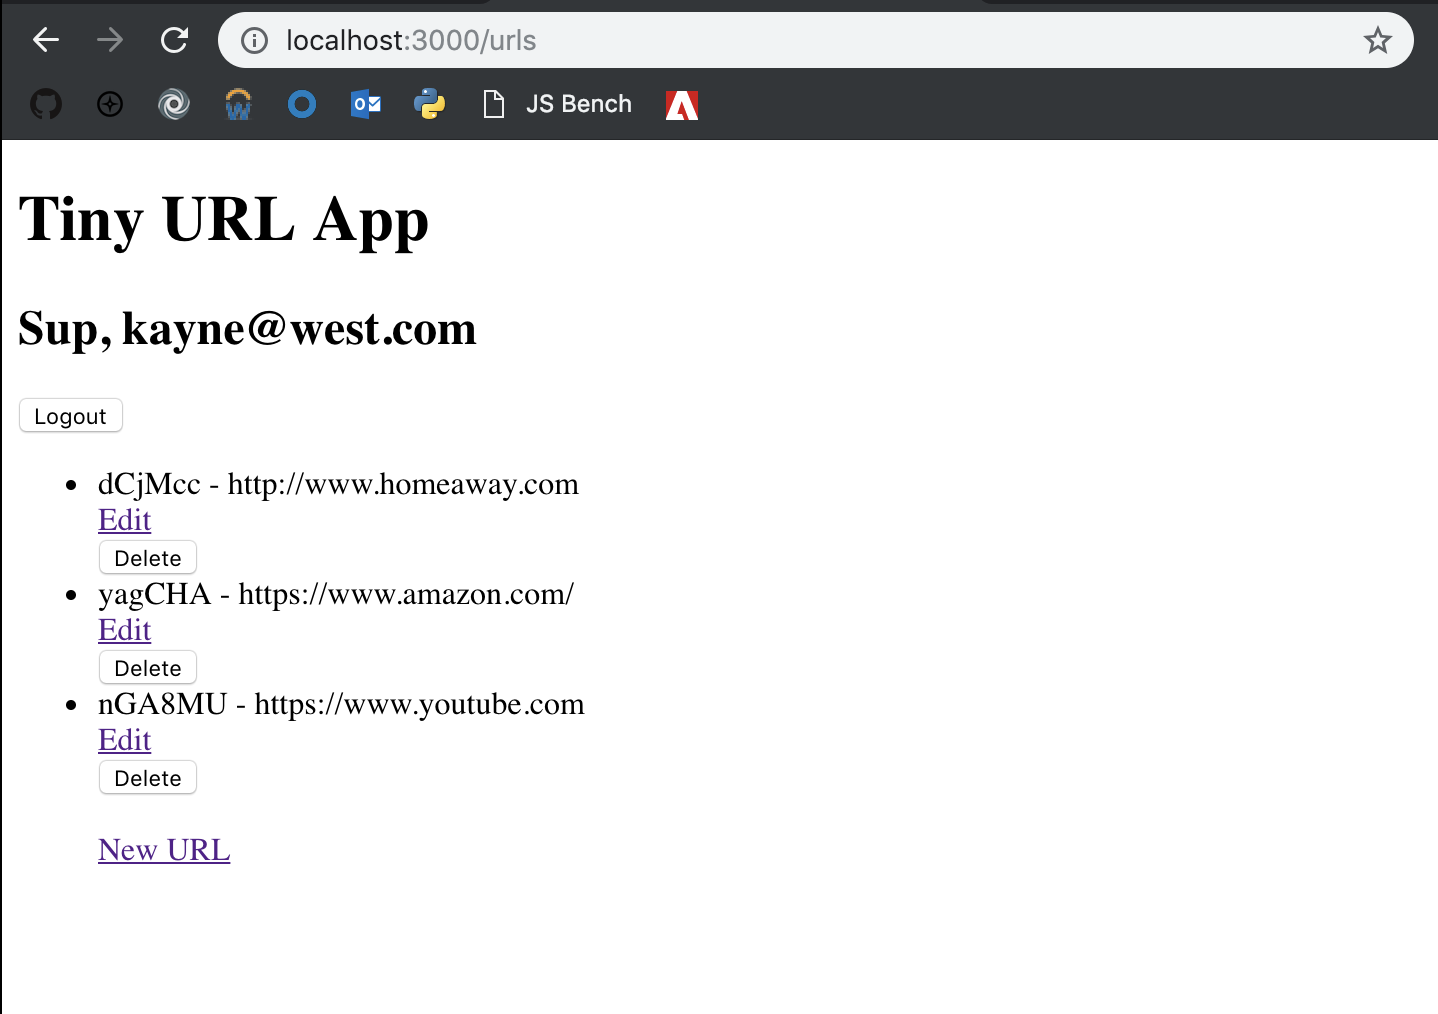 localhost:3000/urls
JS Bench
Tiny URL App
Sup, kayne@west.com
Logout
dCjMcc - http://www.homeaway.com
Edit
Delete
yagCHA - https://www.amazon.com/
Edit
Delete
nGA8MU - https://www.youtube.com
Edit
Delete
New URL